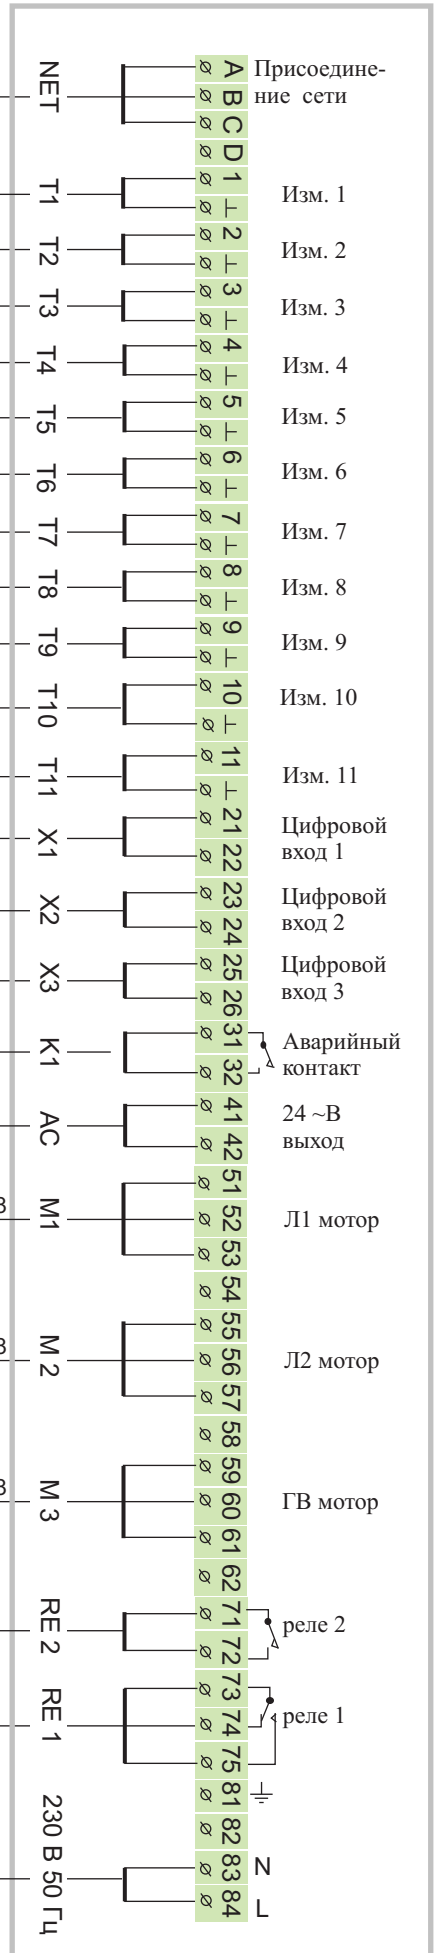 NET
A
B
C
D
Присоедине-
ние сети
T1
1
⊥
Изм. 1
T2
2
⊥
Изм. 2
T3
3
⊥
Изм. 3
T4
4
⊥
Изм. 4
T5
5
⊥
Изм. 5
T6
6
⊥
Изм. 6
T7
7
⊥
Изм. 7
T8
8
⊥
Изм. 8
T9
9
⊥
Изм. 9
T10
10
⊥
Изм. 10
T11
11
⊥
Изм. 11
X1
21
22
Цифровой
вход 1
X2
23
24
Цифровой
вход 2
X3
25
26
Цифровой
вход 3
K1
31
32
Аварийный
контакт
AC
41
42
24 ~В
выход
M1
51
52
53
Л1 мотор
54
M 2
55
56
57
Л2 мотор
58
M 3
59
60
61
ГВ мотор
62
RE 2
71
72
реле 2
RE 1
73
74
75
реле 1
81
82
230 В 50 Гц
83 N
84 L